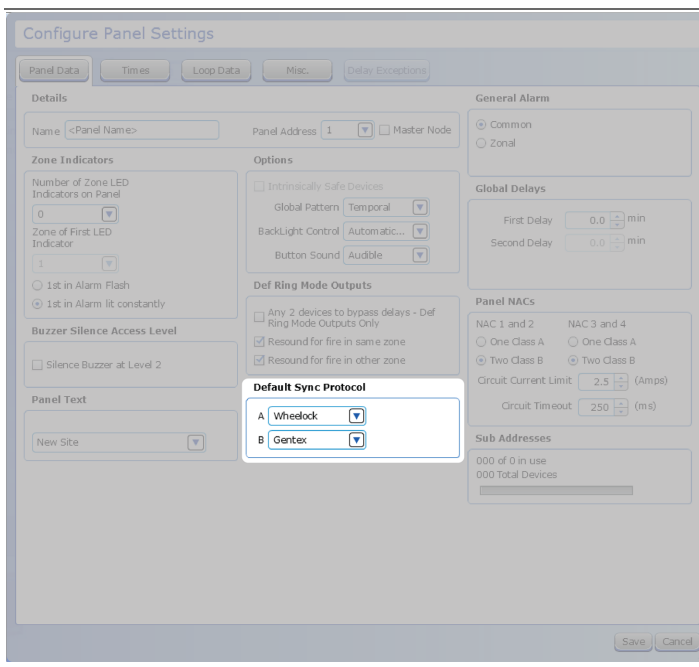 Configure Panel Settings
Panel Data
Times
Loop Data
Misc.
Delay Exceptions
Details
Name <Panel Name>
Panel Address 1
Master Node
Zone Indicators
Number of Zone LED
Indicators on Panel
0
Zone of First LED
Indicator
1
1st in Alarm Flash
1st in Alarm lit constantly
Buzzer Silence Access Level
Silence Buzzer at Level 2
Panel Text
New Site
Options
Intrinsically Safe Devices
Global Pattern Temporal
BackLight Control Automatic...
Button Sound Audible
Def Ring Mode Outputs
Any 2 devices to bypass delays - Def
Ring Mode Outputs Only
Resound for fire in same zone
Resound for fire in other zone
Default Sync Protocol
A Wheelock
B Gentex
General Alarm
Common
Zonal
Global Delays
First Delay 0.0 min
Second Delay 0.0 min
Panel NACs
NAC 1 and 2 NAC 3 and 4
One Class A One Class A
Two Class B Two Class B
Circuit Current Limit 2.5 (Amps)
Circuit Timeout 250 (ms)
Sub Addresses
000 of 0 in use
000 Total Devices
Save Cancel